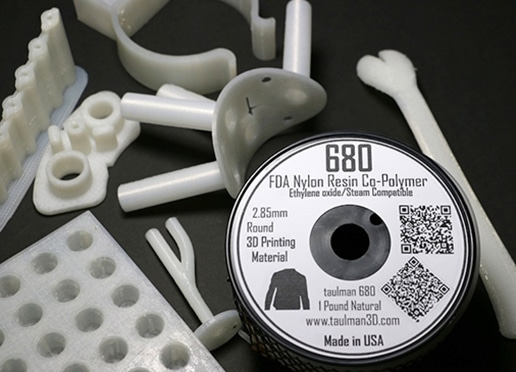 680
FDA Nylon Resin Co-Polymer
Ethylene oxide/Steam Compatible
2.85mm
Round
3D Printing
Material
taulman 680
1 Pound Natural
www.taulman3D.com
Made in USA